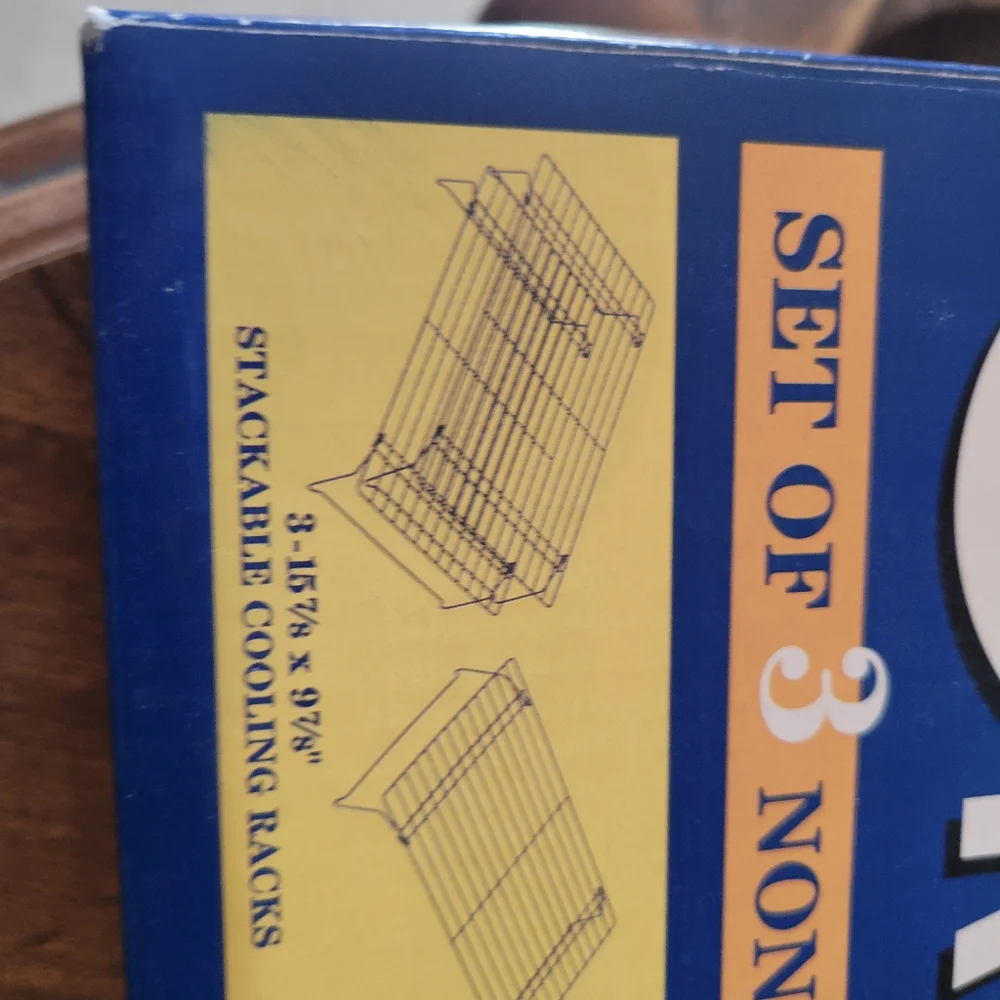 SET OF 3 NON
3-15⅞ x 9⅞"
STACKABLE COOLING RACKS